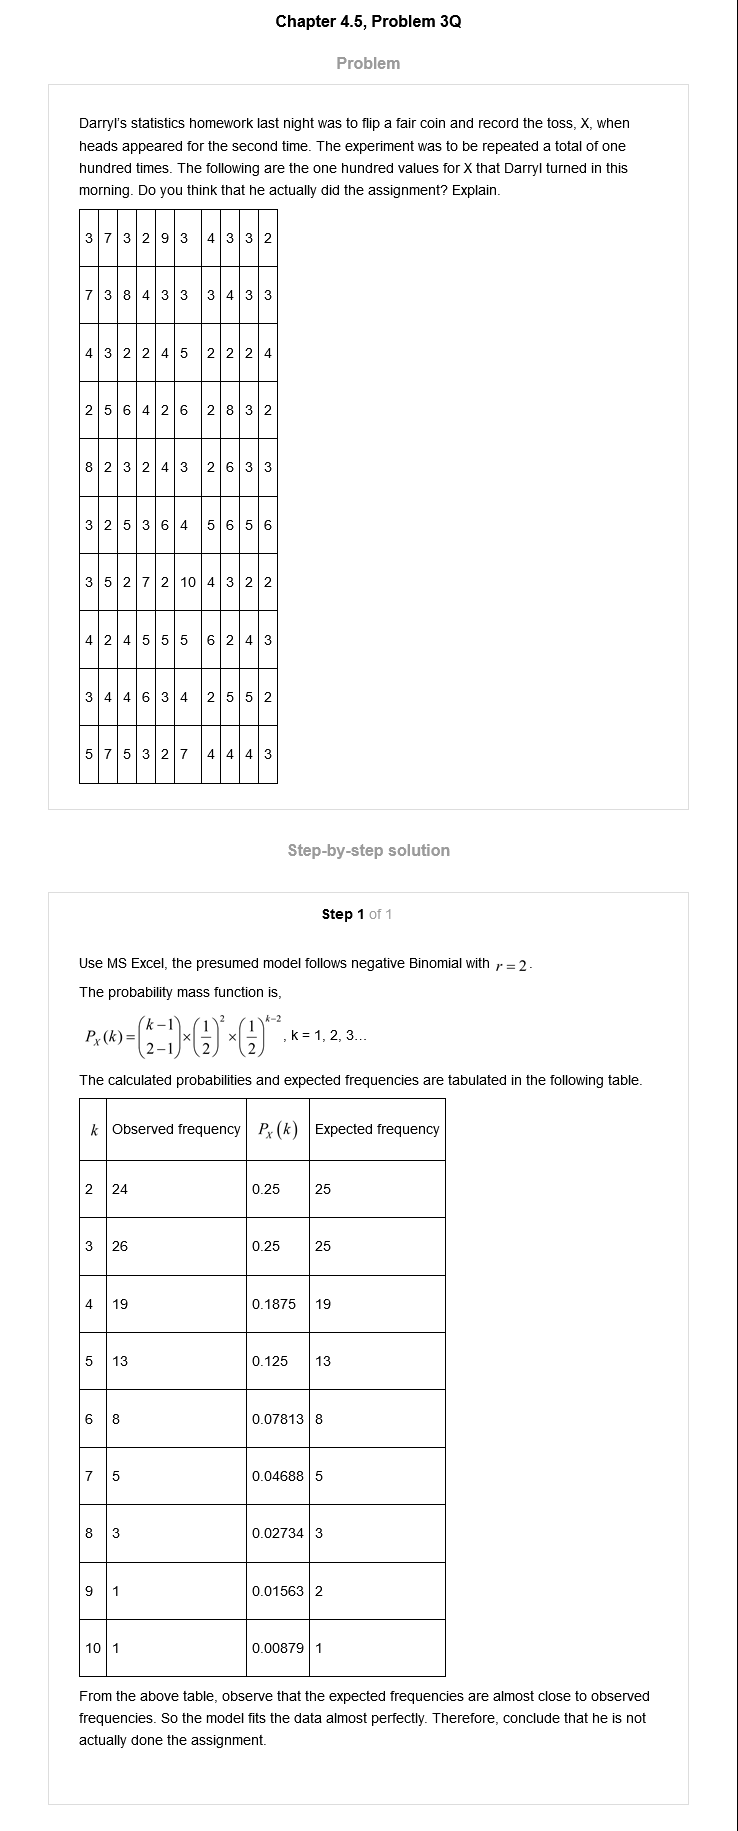 Chapter 4.5, Problem 3Q
Problem
Darryl's statistics homework last night was to flip a fair coin and record the toss, X, when
heads appeared for the second time. The experiment was to be repeated a total of one
hundred times. The following are the one hundred values for X that Darryl turned in this
morning. Do you think that he actually did the assignment? Explain.
3 7 3 2 9 3 4 3 3 2
7 3 8 4 3 3 3 4 3 3
4 3 2 2 4 5 2 2 2 4
2 5 6 4 2 6 2 8 3 2
8 2 3 2 4 3 2 6 3 3
3 2 5 3 6 4 5 6 5 6
3 5 2 7 2 10 4 3 2 2
4 2 4 5 5 5 6 2 4 3
3 4 4 6 3 4 2 5 5 2
5 7 5 3 2 7 4 4 4 3
Step-by-step solution
Step 1 of 1
Use MS Excel, the presumed model follows negative Binomial with r = 2.
The probability mass function is,
P_X(k) = (k−1 2−1) × (1/2)^2 × (1/2)^{k−2}, k = 1, 2, 3...
The calculated probabilities and expected frequencies are tabulated in the following table.
k Observed frequency P_X(k) Expected frequency
2 24 0.25 25
3 26 0.25 25
4 19 0.1875 19
5 13 0.125 13
6 8 0.07813 8
7 5 0.04688 5
8 3 0.02734 3
9 1 0.01563 2
10 1 0.00879 1
From the above table, observe that the expected frequencies are almost close to observed
frequencies. So the model fits the data almost perfectly. Therefore, conclude that he is not
actually done the assignment.